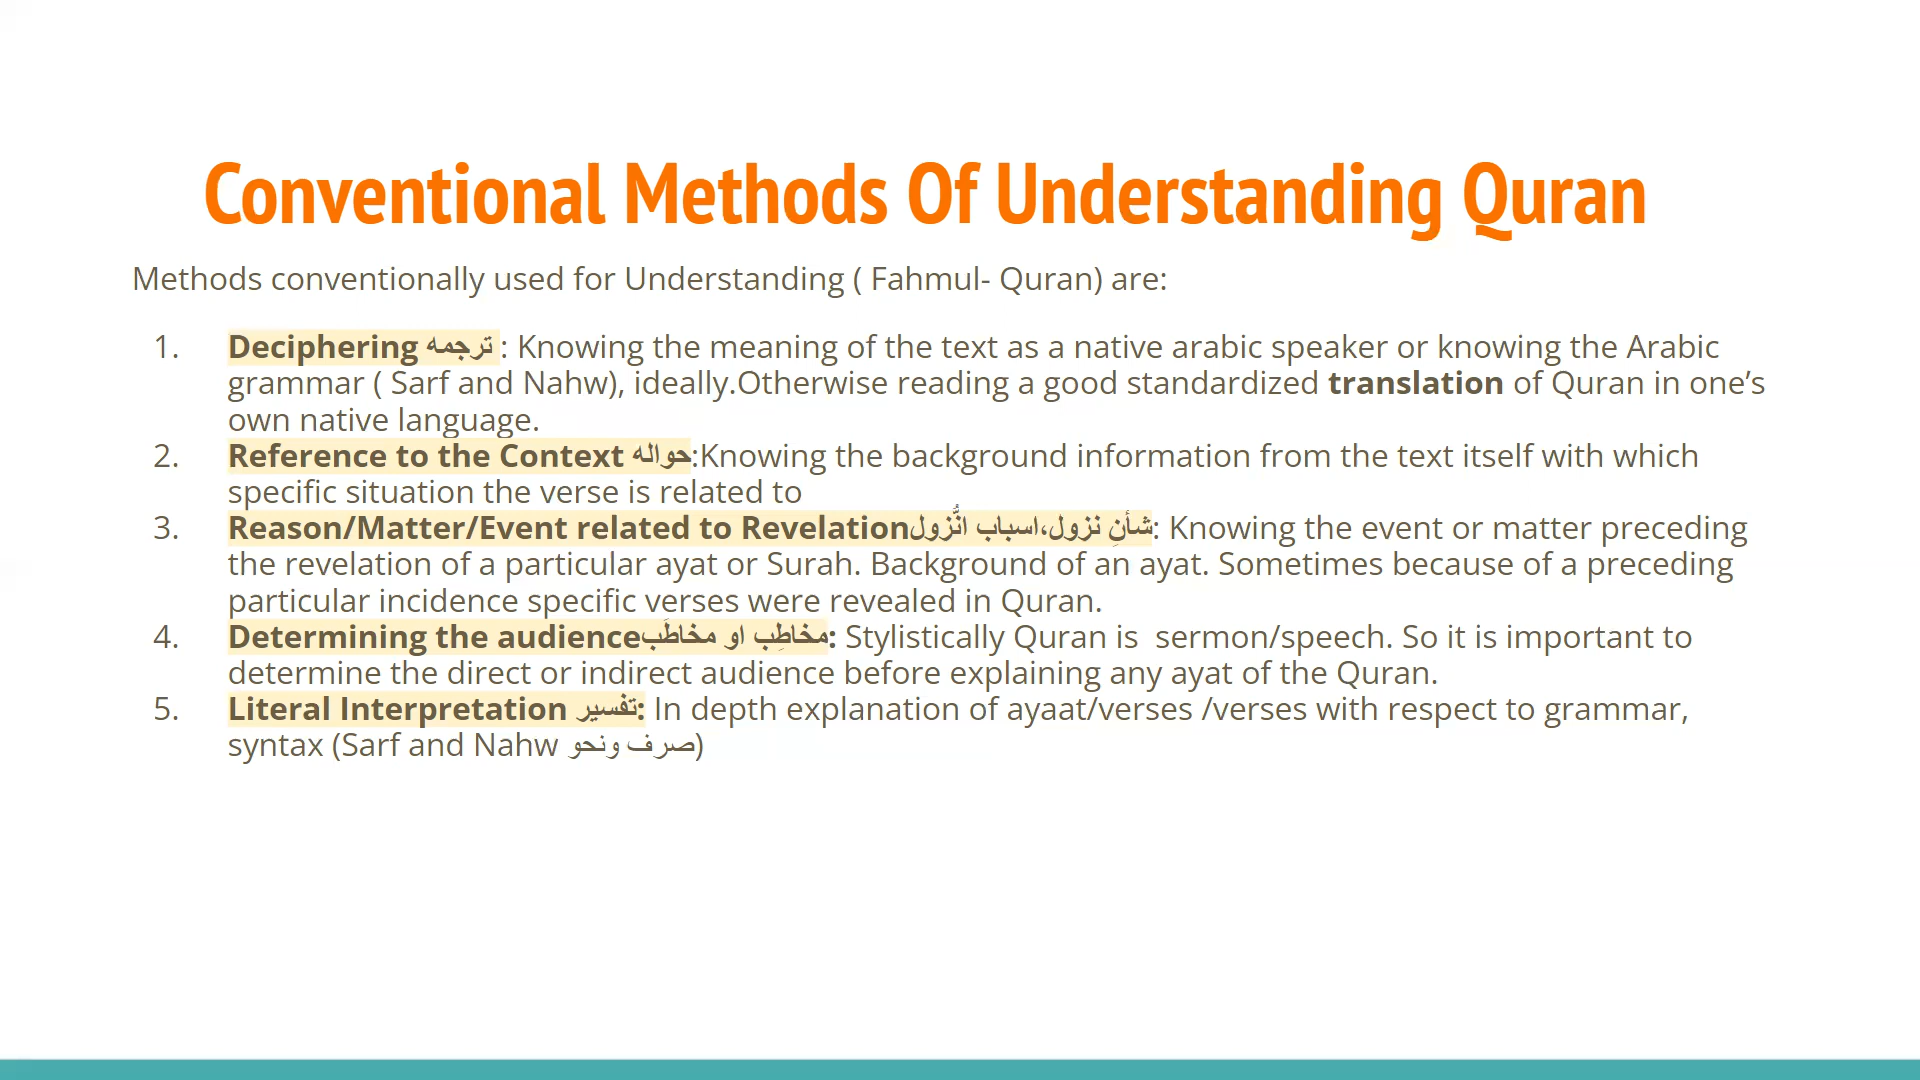 Conventional Methods Of Understanding Quran
Methods conventionally used for Understanding ( Fahmul- Quran) are:
1. Deciphering ترجمه : Knowing the meaning of the text as a native arabic speaker or knowing the Arabic
grammar ( Sarf and Nahw), ideally.Otherwise reading a good standardized translation of Quran in one’s
own native language.
2. Reference to the Context حواله:Knowing the background information from the text itself with which
specific situation the verse is related to
3. Reason/Matter/Event related to Revelationشأنِ نزول،اسباب انُّزول: Knowing the event or matter preceding
the revelation of a particular ayat or Surah. Background of an ayat. Sometimes because of a preceding
particular incidence specific verses were revealed in Quran.
4. Determining the audienceمخاطِب او مخاطَب: Stylistically Quran is  sermon/speech. So it is important to
determine the direct or indirect audience before explaining any ayat of the Quran.
5. Literal Interpretation تفسير: In depth explanation of ayaat/verses /verses with respect to grammar,
syntax (Sarf and Nahw صرف ونحو)